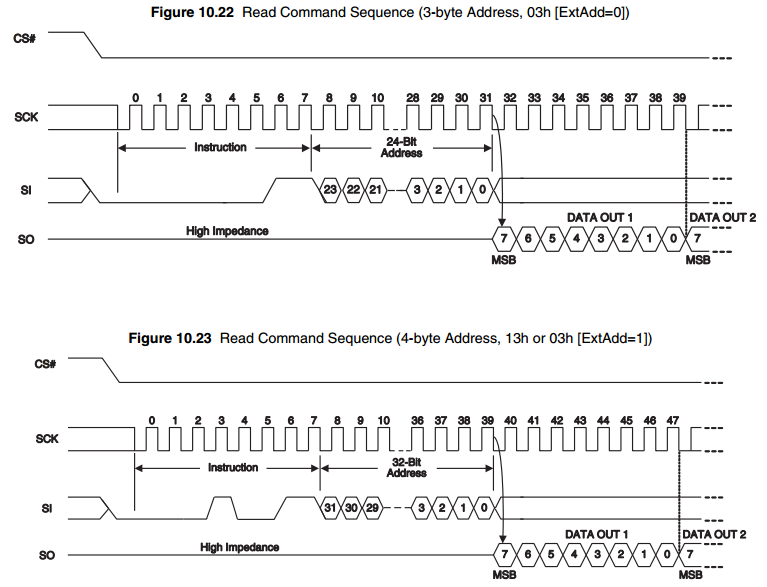 Figure 10.22 Read Command Sequence (3-byte Address, 03h [ExtAdd=0])
CS#
0 1 2 3 4 5 6 7 8 9 10 28 29 30 31 32 33 34 35 36 37 38 39
SCK
Instruction
24-Bit
Address
SI
23 22 21 3 2 1 0
DATA OUT 1
DATA OUT 2
High Impedance
SO
7 6 5 4 3 2 1 0 7
MSB
MSB
Figure 10.23 Read Command Sequence (4-byte Address, 13h or 03h [ExtAdd=1])
CS#
0 1 2 3 4 5 6 7 8 9 10 36 37 38 39 40 41 42 43 44 45 46 47
SCK
Instruction
32-Bit
Address
SI
31 30 29 3 2 1 0
DATA OUT 1
DATA OUT 2
High Impedance
SO
7 6 5 4 3 2 1 0 7
MSB
MSB